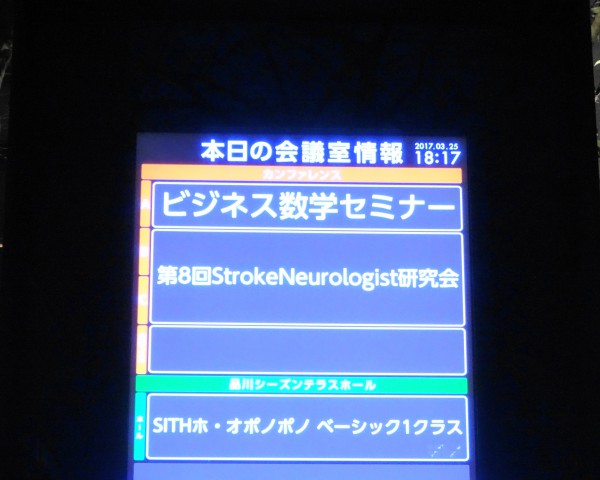 本日の会議室情報
2017.03.25
18:17
カンファレンス
A
ビジネス数学セミナー
B
第8回StrokeNeurologist研究会
C
品川シーズンテラスホール
ホール
SITHホ・オポノポノ ベーシック1クラス